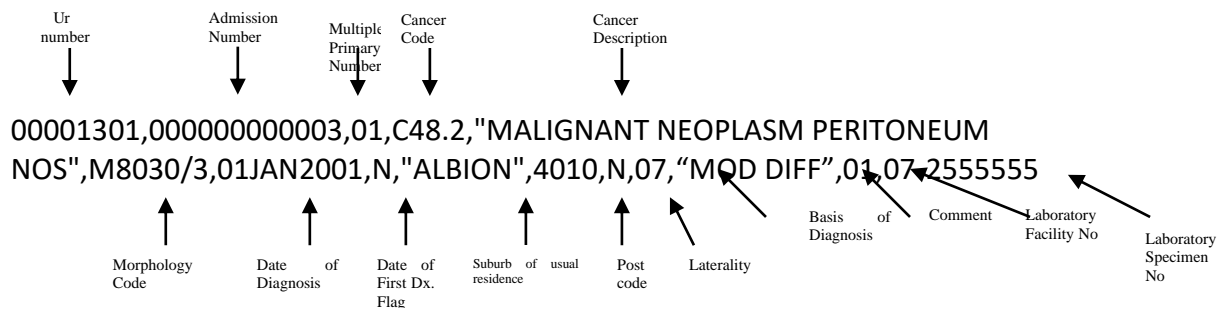 Ur number
Admission Number
Multiple Primary Number
Cancer Code
Cancer Description
00001301,000000000003,01,C48.2,"MALIGNANT NEOPLASM PERITONEUM
NOS",M8030/3,01JAN2001,N,"ALBION",4010,N,07,“MOD DIFF”,01,07-2555555
Morphology Code
Date of Diagnosis
Date of First Dx. Flag
Suburb of usual residence
Post code
Laterality
Basis of Diagnosis
Comment
Laboratory Facility No
Laboratory Specimen No